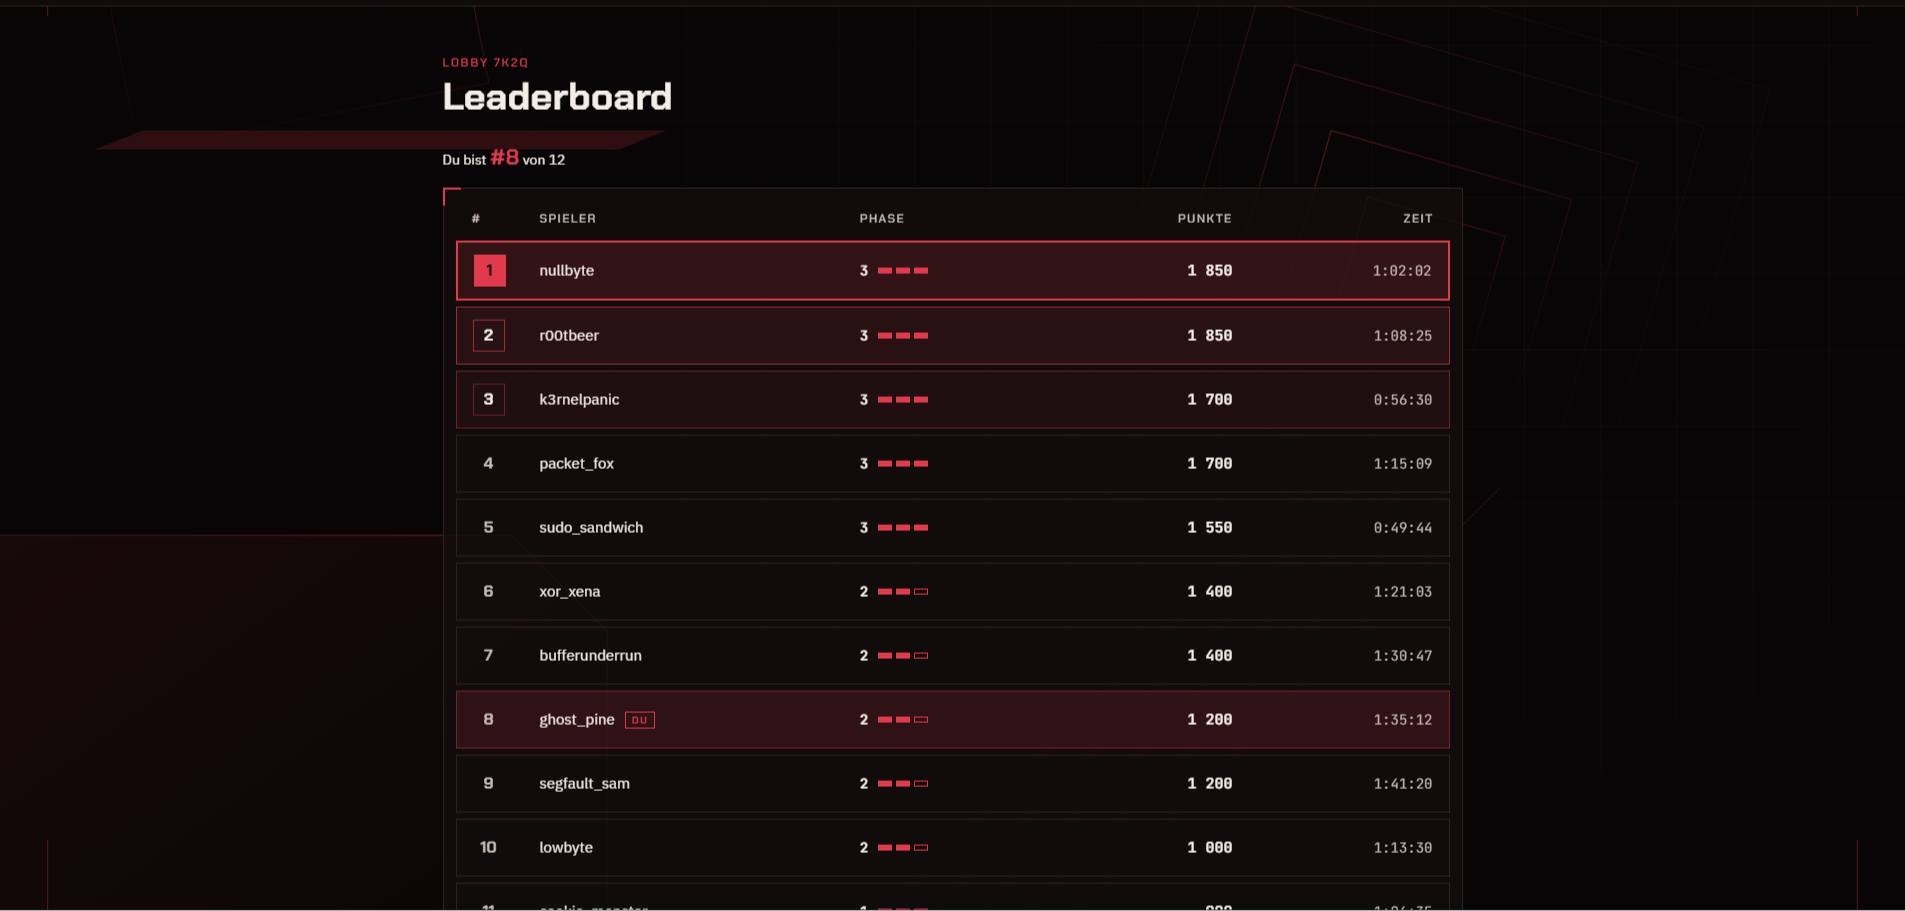 LOBBY 7K2Q
Leaderboard
Du bist #8 von 12
# SPIELER PHASE PUNKTE ZEIT
1 nullbyte 3 1 850 1:02:02
2 r00tbeer 3 1 850 1:08:25
3 k3rnelpanic 3 1 700 0:56:30
4 packet_fox 3 1 700 1:15:09
5 sudo_sandwich 3 1 550 0:49:44
6 xor_xena 2 1 400 1:21:03
7 bufferunderrun 2 1 400 1:30:47
8 ghost_pine DU 2 1 200 1:35:12
9 segfault_sam 2 1 200 1:41:20
10 lowbyte 2 1 000 1:13:30
11